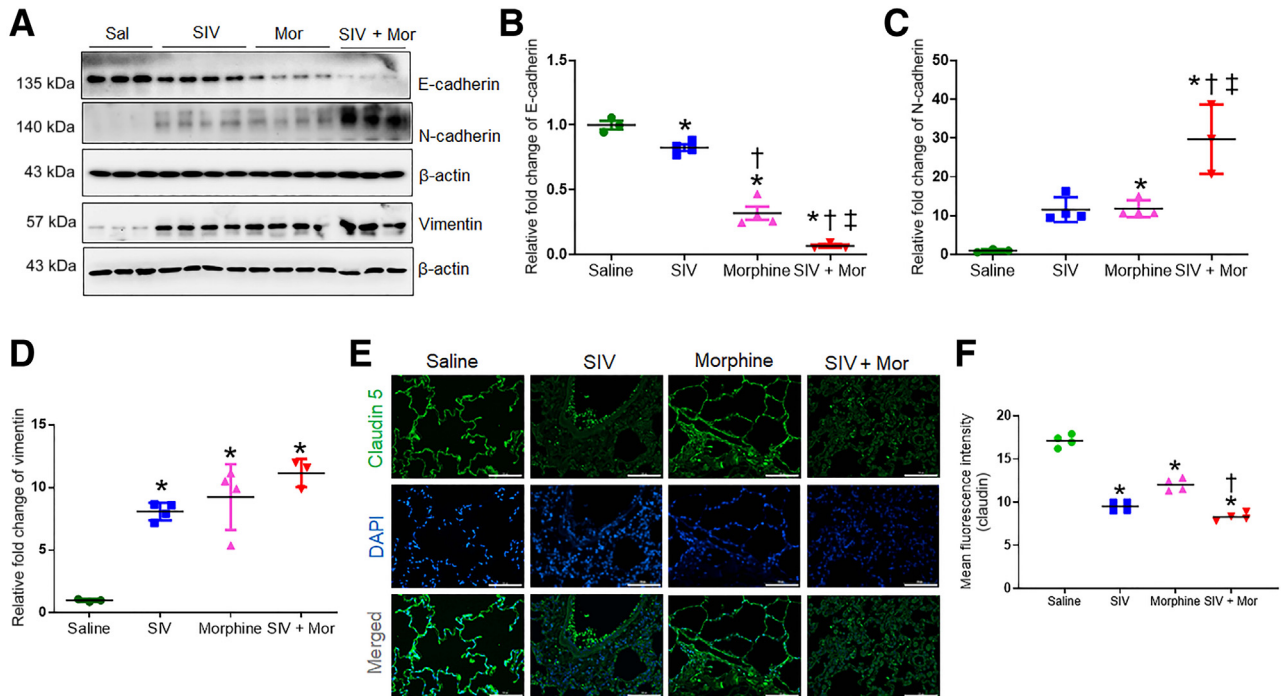 A
Sal SIV Mor SIV + Mor
135 kDa E-cadherin
140 kDa N-cadherin
43 kDa β-actin
57 kDa Vimentin
43 kDa β-actin
B
Relative fold change of E-cadherin
1.5
1.0
0.5
0.0
*
†
*
* † ‡
Saline SIV Morphine SIV + Mor
C
Relative fold change of N-cadherin
50
40
30
20
10
0
*
* † ‡
Saline SIV Morphine SIV + Mor
D
Relative fold change of vimentin
15
10
5
0
*
*
*
Saline SIV Morphine SIV + Mor
E
Saline SIV Morphine SIV + Mor
Claudin 5
DAPI
Merged
F
Mean fluorescence intensity
(claudin)
20
15
10
5
0
*
*
†
*
Saline SIV Morphine SIV + Mor